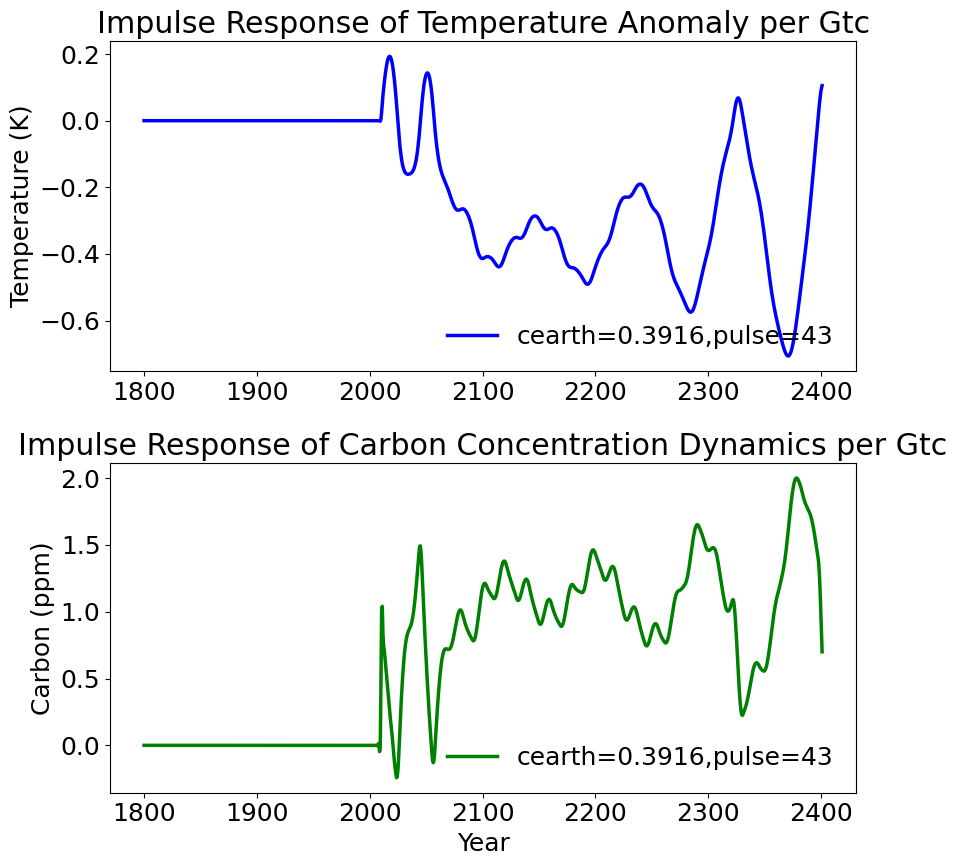 Impulse Response of Temperature Anomaly per Gtc
Temperature (K)
0.2
0.0
−0.2
−0.4
−0.6
cearth=0.3916,pulse=43
1800 1900 2000 2100 2200 2300 2400
Impulse Response of Carbon Concentration Dynamics per Gtc
Carbon (ppm)
2.0
1.5
1.0
0.5
0.0
cearth=0.3916,pulse=43
1800 1900 2000 2100 2200 2300 2400
Year